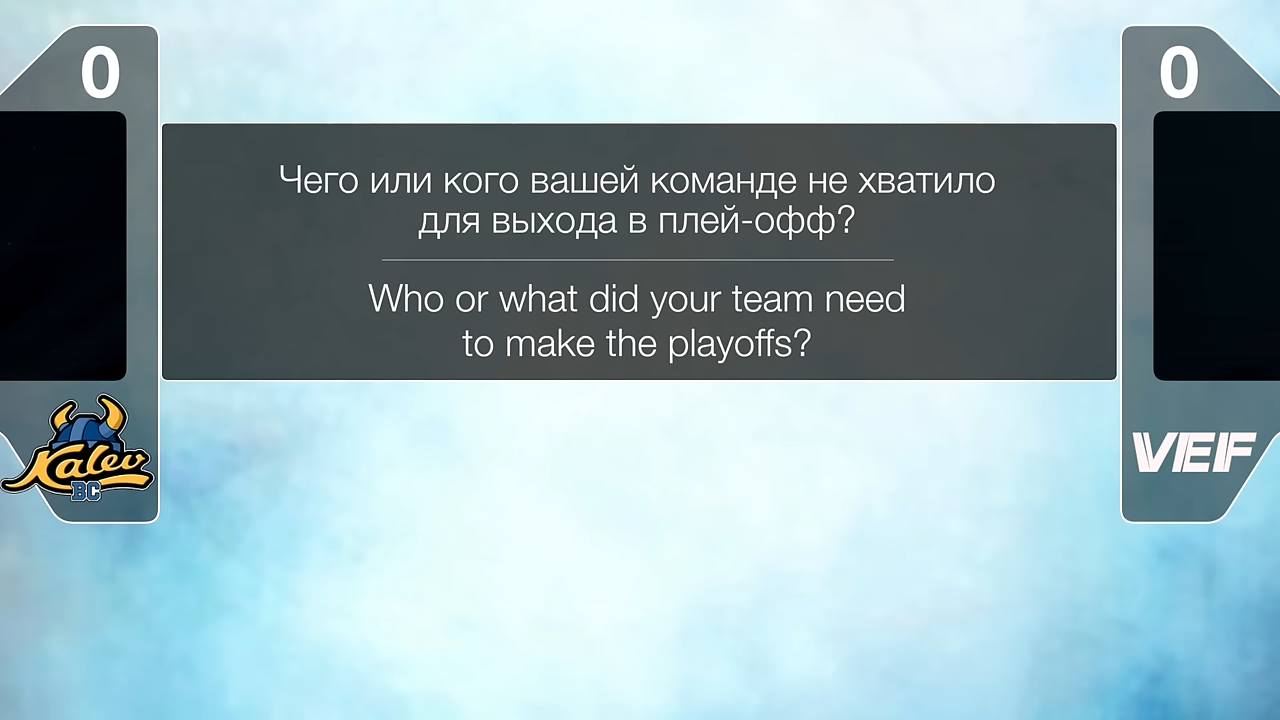 0
0
Чего или кого вашей команде не хватило
для выхода в плей-офф?
Who or what did your team need
to make the playoffs?
Kalev
BC
VEF